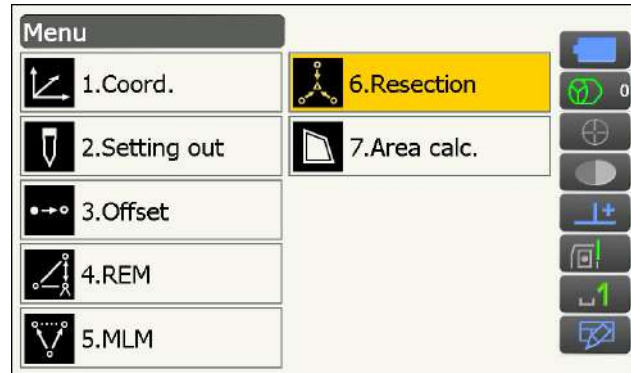 Menu
1.Coord.
2.Setting out
3.Offset
4.REM
5.MLM
6.Resection
7.Area calc.
0
1